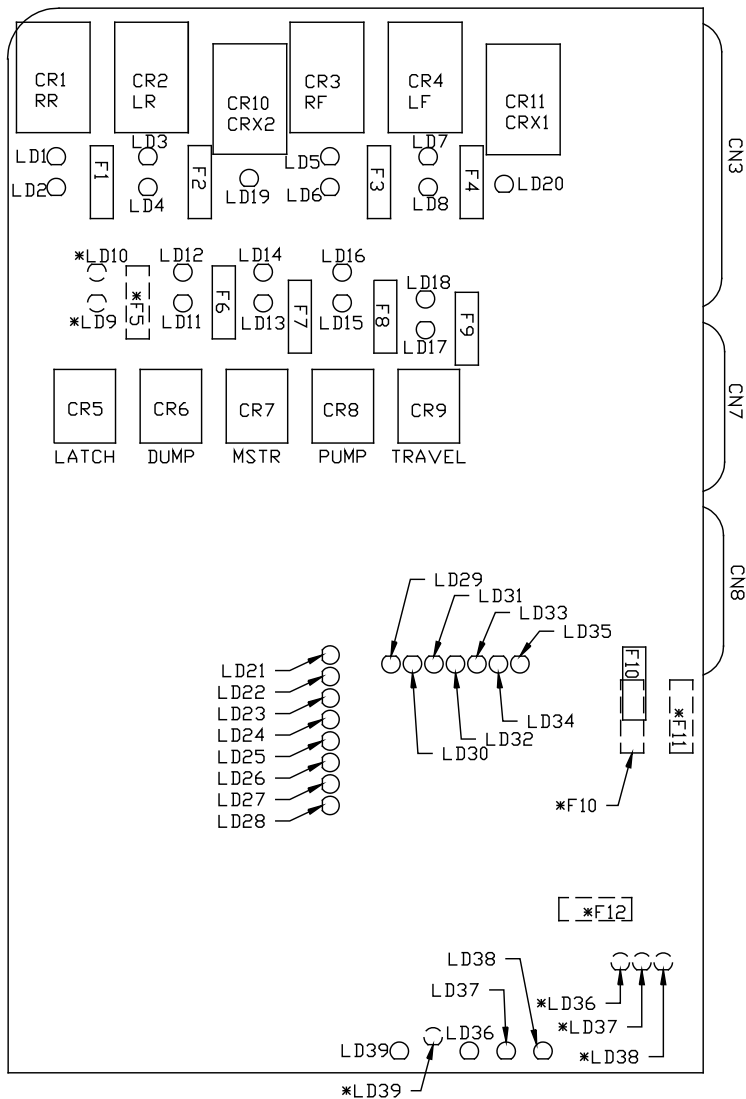 CR1
RR
CR2
LR
CR10
CRX2
CR3
RF
CR4
LF
CR11
CRX1
CN3
LD1
LD2
F1
LD3
LD4
F2
LD19
LD5
LD6
F3
LD7
LD8
F4
LD20
*LD10
*LD9
*F5
LD12
LD11
F6
LD14
LD13
F7
LD16
LD15
F8
LD18
LD17
F9
CN7
CR5
LATCH
CR6
DUMP
CR7
MSTR
CR8
PUMP
CR9
TRAVEL
CN8
LD29
LD31
LD33
LD35
LD21
LD22
LD23
LD24
LD25
LD26
LD27
LD28
LD34
LD32
LD30
F10
*F11
*F10
*F12
LD38
LD37
LD36
LD39
*LD39
*LD36
*LD37
*LD38